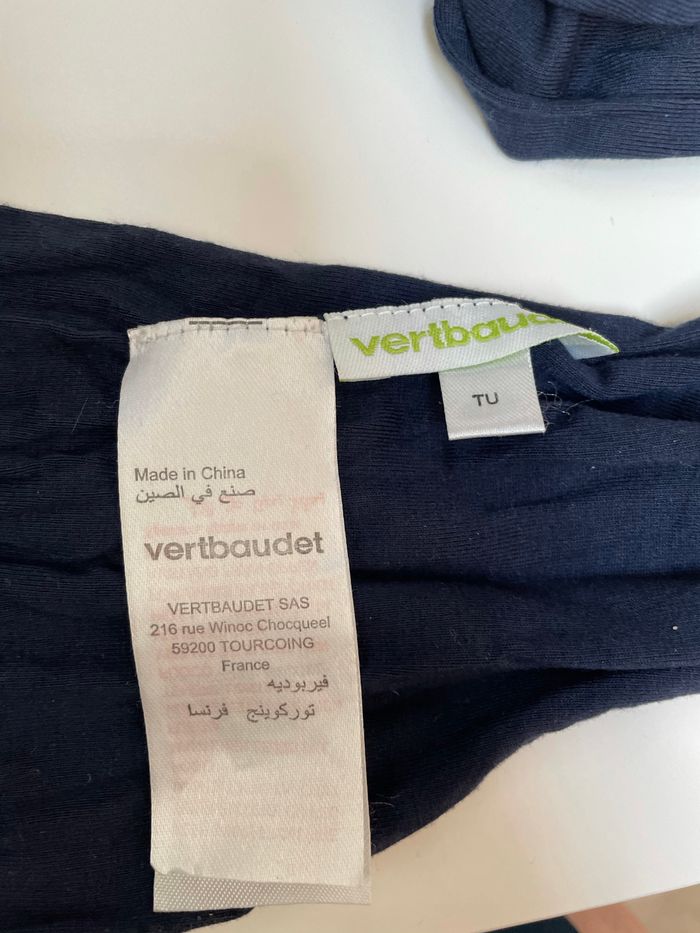 vertbaud
TU
Made in China
صنع في الصين
vertbaudet
VERTBAUDET SAS
216 rue Winoc Chocqueel
59200 TOURCOING
France
فيربوديه
توركوينج فرنسا